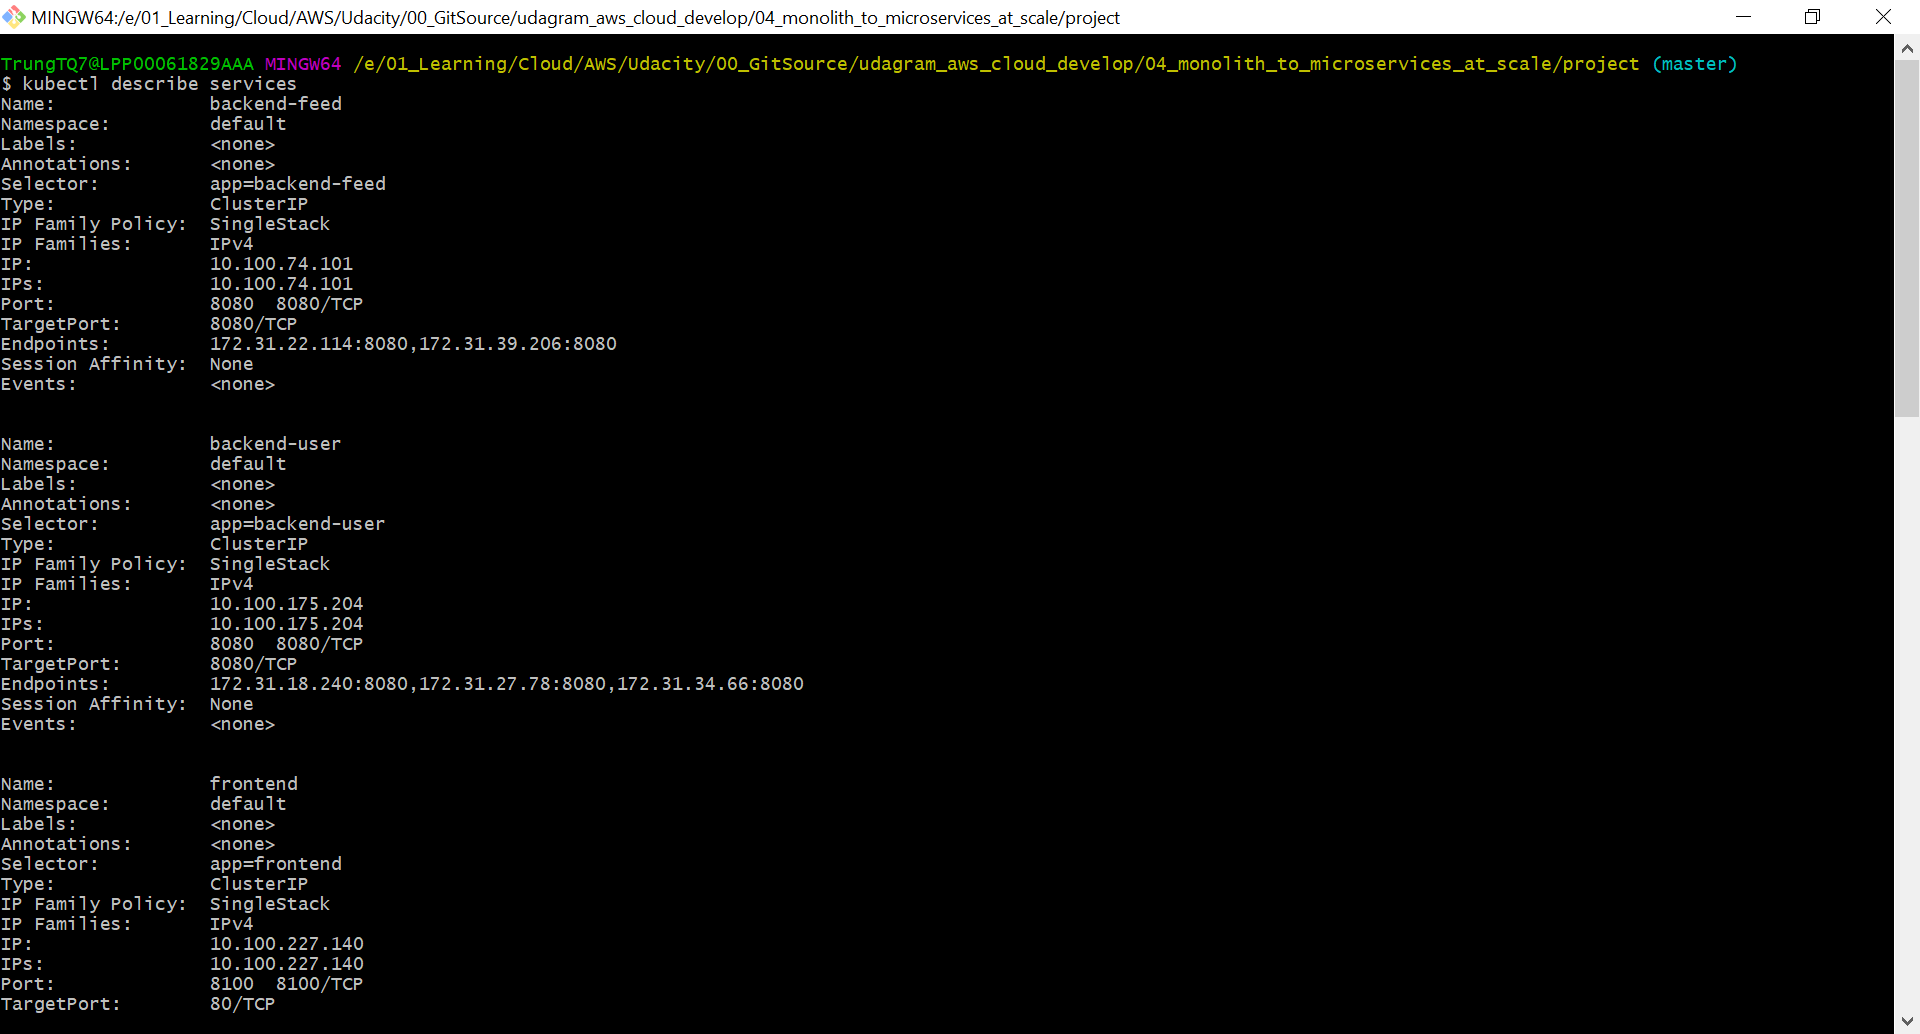 MINGW64:/e/01_Learning/Cloud/AWS/Udacity/00_GitSource/udagram_aws_cloud_develop/04_monolith_to_microservices_at_scale/project
TrungTQ7@LPP00061829AAA MINGW64 /e/01_Learning/Cloud/AWS/Udacity/00_GitSource/udagram_aws_cloud_develop/04_monolith_to_microservices_at_scale/project (master)
$ kubectl describe services
Name:              backend-feed
Namespace:         default
Labels:            <none>
Annotations:       <none>
Selector:          app=backend-feed
Type:              ClusterIP
IP Family Policy:  SingleStack
IP Families:       IPv4
IP:                10.100.74.101
IPs:               10.100.74.101
Port:              8080  8080/TCP
TargetPort:        8080/TCP
Endpoints:         172.31.22.114:8080,172.31.39.206:8080
Session Affinity:  None
Events:            <none>
Name:              backend-user
Namespace:         default
Labels:            <none>
Annotations:       <none>
Selector:          app=backend-user
Type:              ClusterIP
IP Family Policy:  SingleStack
IP Families:       IPv4
IP:                10.100.175.204
IPs:               10.100.175.204
Port:              8080  8080/TCP
TargetPort:        8080/TCP
Endpoints:         172.31.18.240:8080,172.31.27.78:8080,172.31.34.66:8080
Session Affinity:  None
Events:            <none>
Name:              frontend
Namespace:         default
Labels:            <none>
Annotations:       <none>
Selector:          app=frontend
Type:              ClusterIP
IP Family Policy:  SingleStack
IP Families:       IPv4
IP:                10.100.227.140
IPs:               10.100.227.140
Port:              8100  8100/TCP
TargetPort:        80/TCP